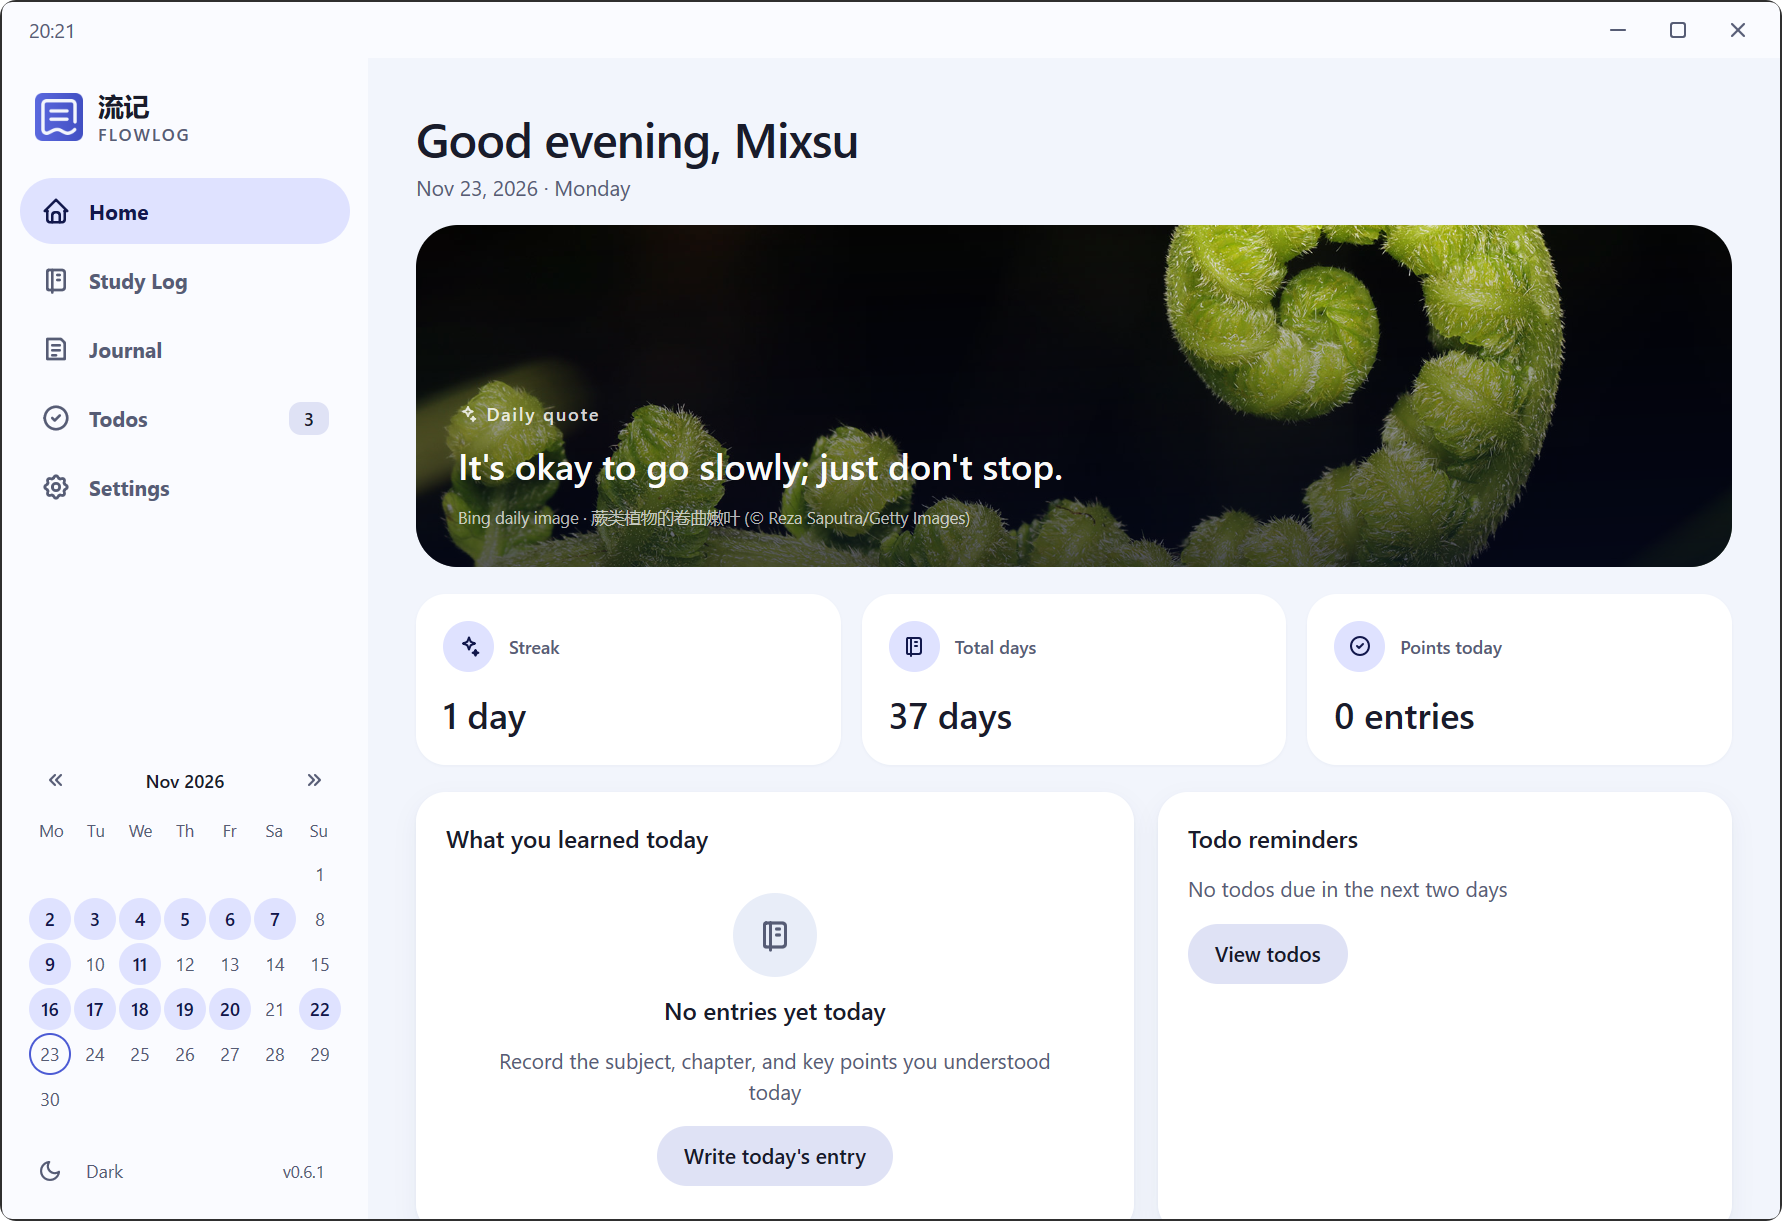 20:21
流记
FLOWLOG
Home
Study Log
Journal
Todos 3
Settings
Nov 2026
Mo Tu We Th Fr Sa Su
1
2 3 4 5 6 7 8
9 10 11 12 13 14 15
16 17 18 19 20 21 22
23 24 25 26 27 28 29
30
Dark v0.6.1
Good evening, Mixsu
Nov 23, 2026 · Monday
Daily quote
It's okay to go slowly; just don't stop.
Bing daily image · 蕨类植物的卷曲嫩叶 (© Reza Saputra/Getty Images)
Streak
1 day
Total days
37 days
Points today
0 entries
What you learned today
No entries yet today
Record the subject, chapter, and key points you understood
today
Write today's entry
Todo reminders
No todos due in the next two days
View todos